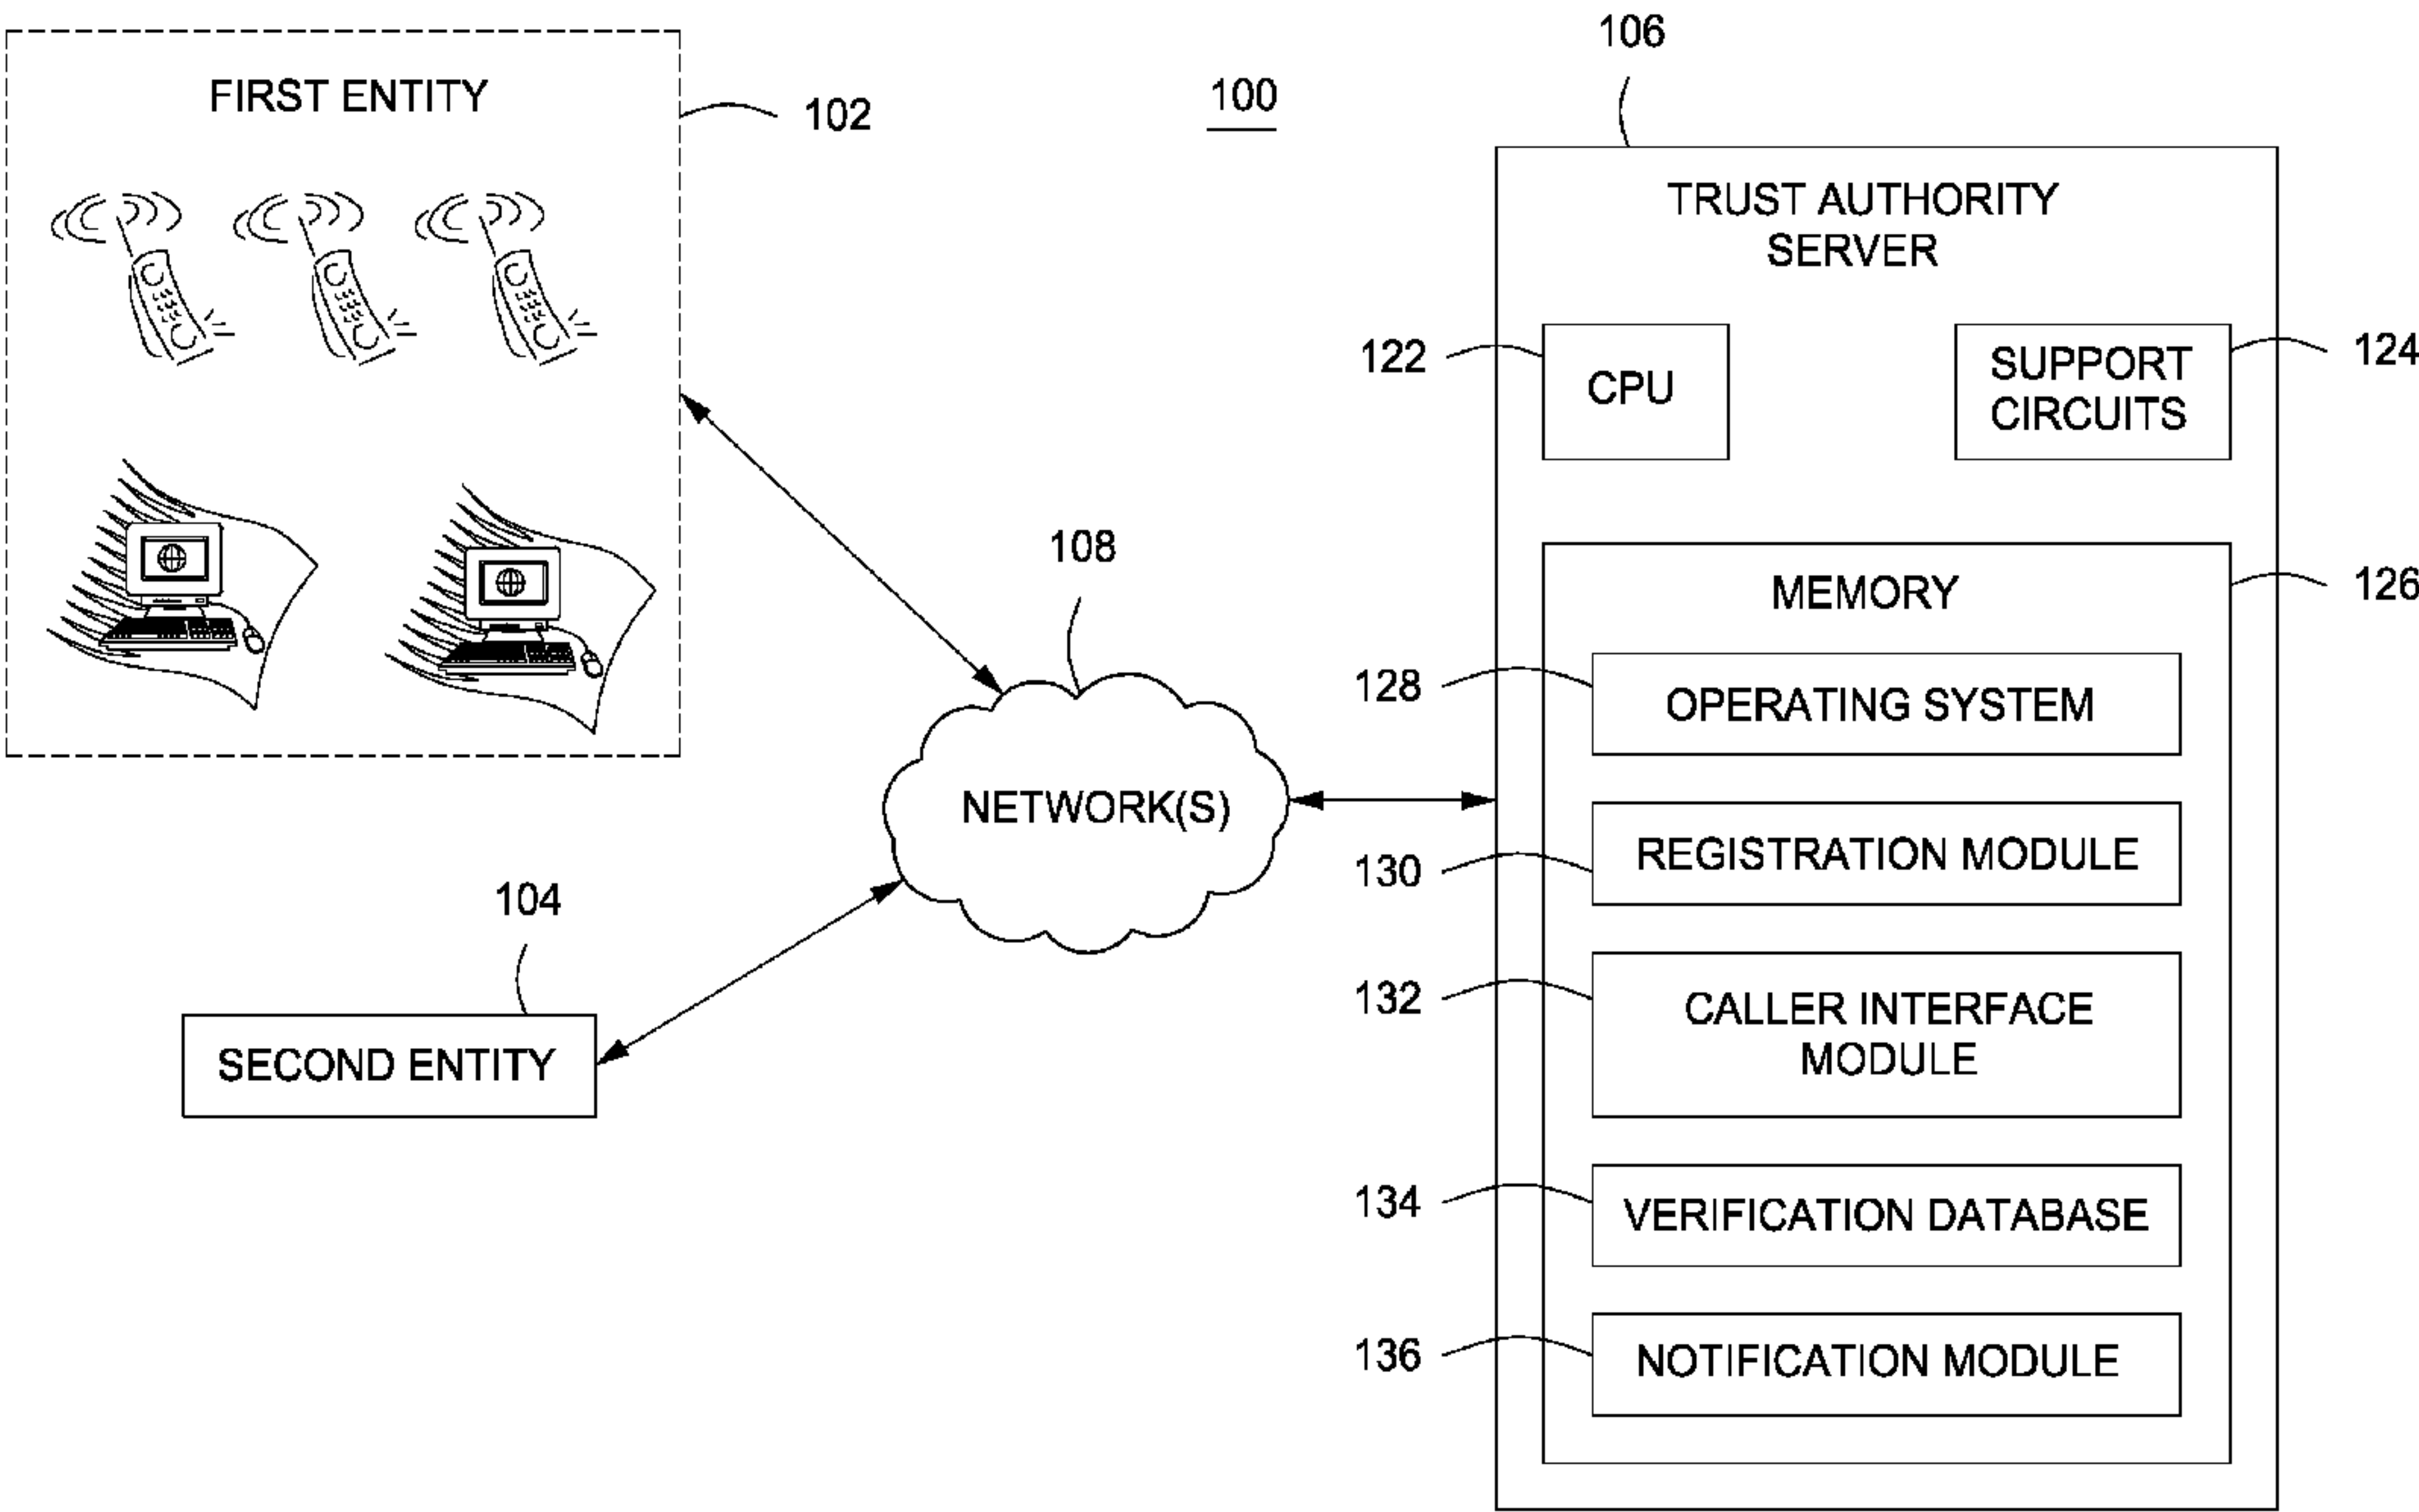 FIRST ENTITY
102
100
106
TRUST AUTHORITY
SERVER
122
CPU
SUPPORT
CIRCUITS
124
108
NETWORK(S)
104
SECOND ENTITY
MEMORY
126
128
OPERATING SYSTEM
130
REGISTRATION MODULE
132
CALLER INTERFACE
MODULE
134
VERIFICATION DATABASE
136
NOTIFICATION MODULE